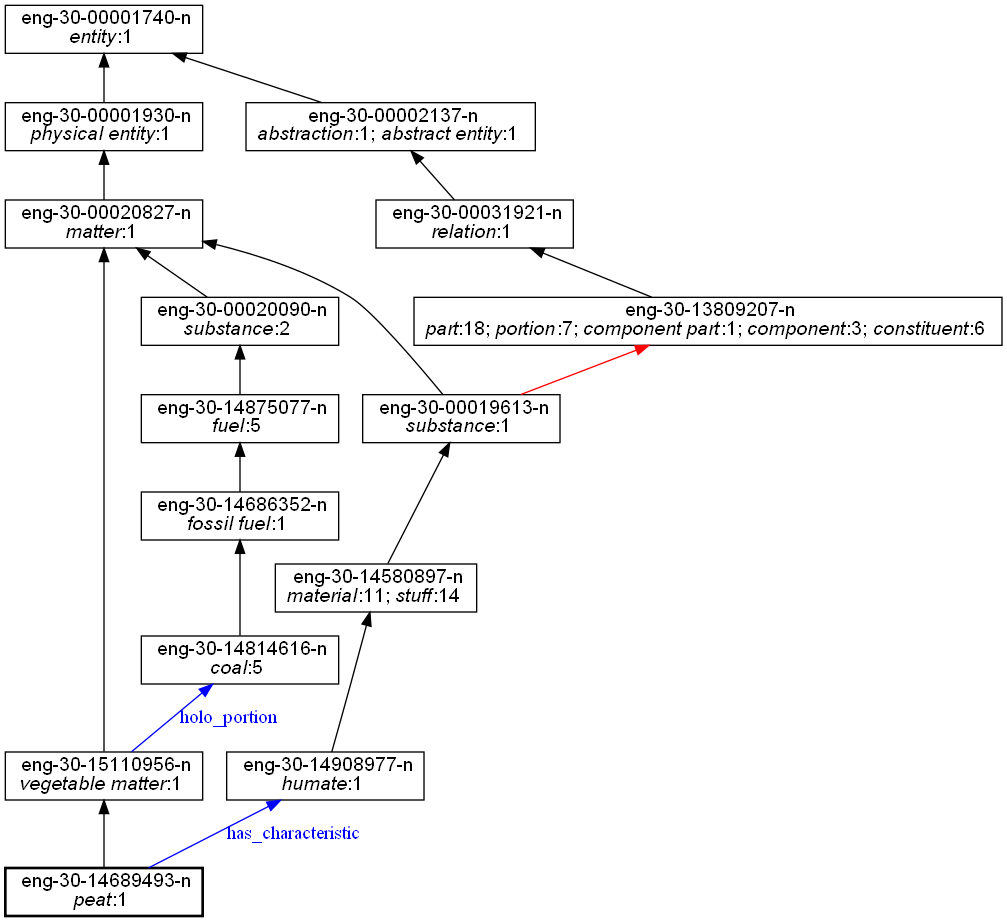 eng-30-00001740-n
entity:1
eng-30-00001930-n
physical entity:1
eng-30-00002137-n
abstraction:1; abstract entity:1
eng-30-00020827-n
matter:1
eng-30-00031921-n
relation:1
eng-30-00020090-n
substance:2
eng-30-13809207-n
part:18; portion:7; component part:1; component:3; constituent:6
eng-30-14875077-n
fuel:5
eng-30-00019613-n
substance:1
eng-30-14686352-n
fossil fuel:1
eng-30-14580897-n
material:11; stuff:14
eng-30-14814616-n
coal:5
holo_portion
eng-30-15110956-n
vegetable matter:1
eng-30-14908977-n
humate:1
has_characteristic
eng-30-14689493-n
peat:1